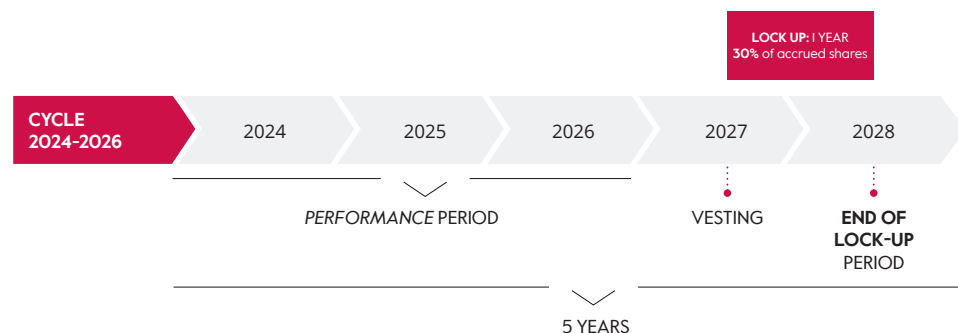 LOCK UP: 1 YEAR
30% of accrued shares
CYCLE
2024-2026
2024
2025
2026
2027
2028
PERFORMANCE PERIOD
VESTING
END OF
LOCK-UP
PERIOD
5 YEARS